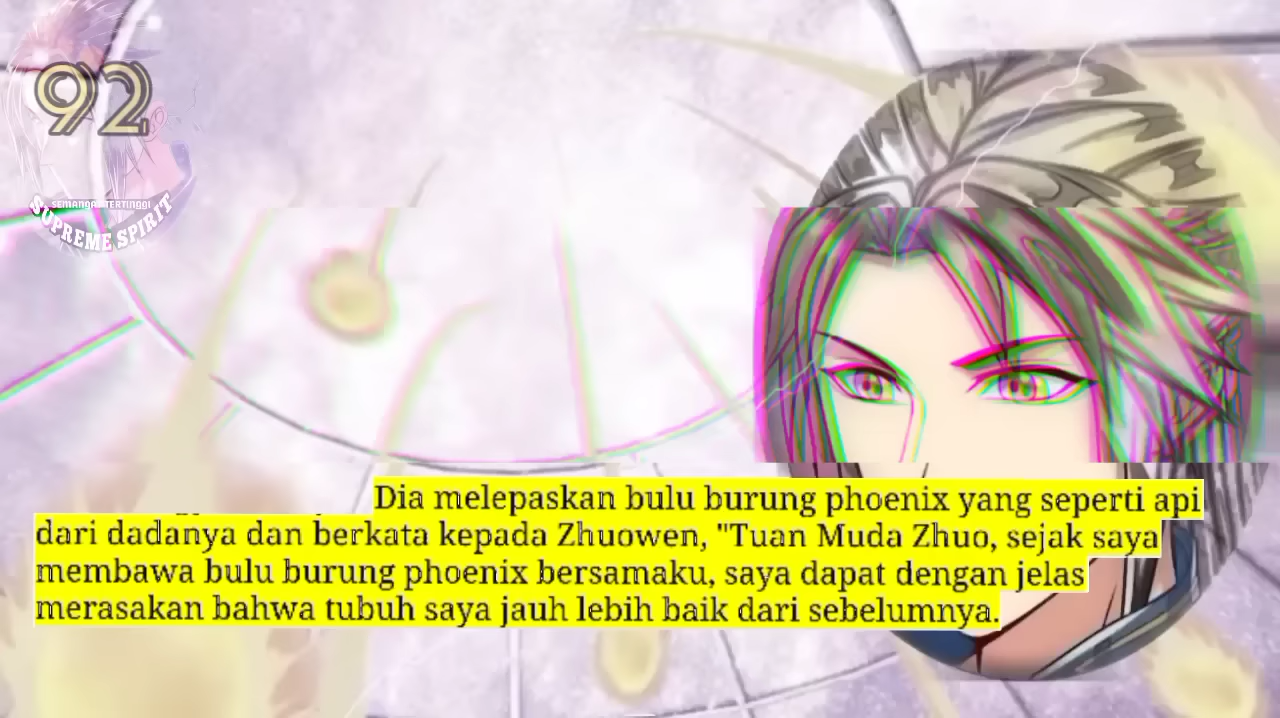 92
SEMANGAT TERTINGGI
SUPREME SPIRIT
Dia melepaskan bulu burung phoenix yang seperti api
dari dadanya dan berkata kepada Zhuowen, "Tuan Muda Zhuo, sejak saya
membawa bulu burung phoenix bersamaku, saya dapat dengan jelas
merasakan bahwa tubuh saya jauh lebih baik dari sebelumnya.